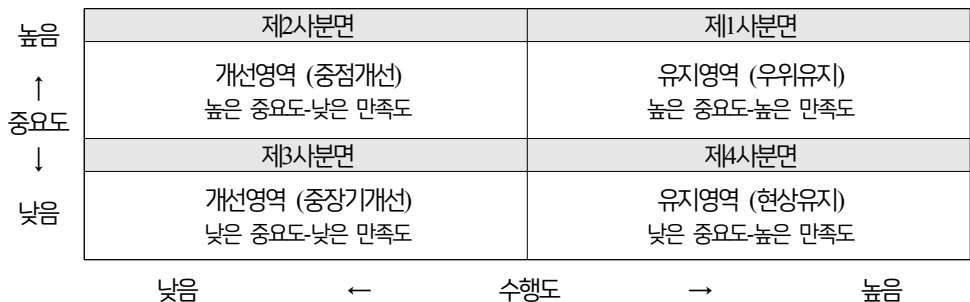 높음
↑
중요도
↓
낮음
제2사분면 제1사분면
개선영역 (중점개선) 유지영역 (우위유지)
높은 중요도-낮은 만족도 높은 중요도-높은 만족도
제3사분면 제4사분면
개선영역 (중장기개선) 유지영역 (현상유지)
낮은 중요도-낮은 만족도 낮은 중요도-높은 만족도
낮음 ← 수행도 → 높음